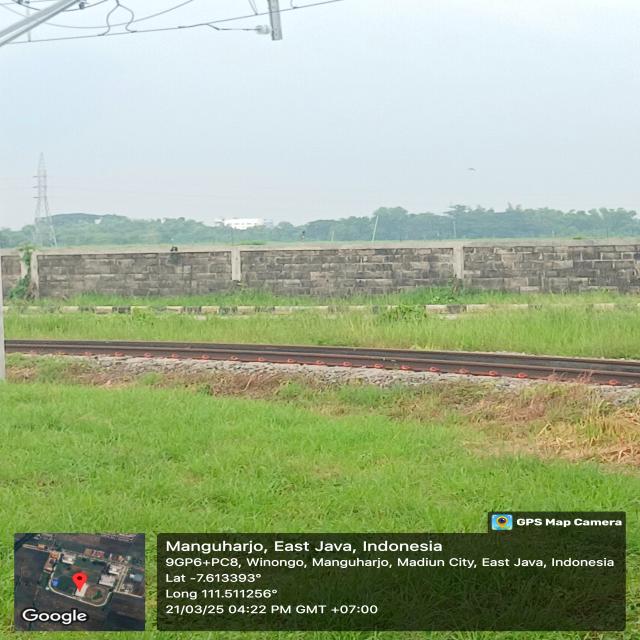 GPS Map Camera
Manguharjo, East Java, Indonesia
9GP6+PC8, Winongo, Manguharjo, Madiun City, East Java, Indonesia
Lat -7.613393°
Long 111.511256°
21/03/25 04:22 PM GMT +07:00
Google